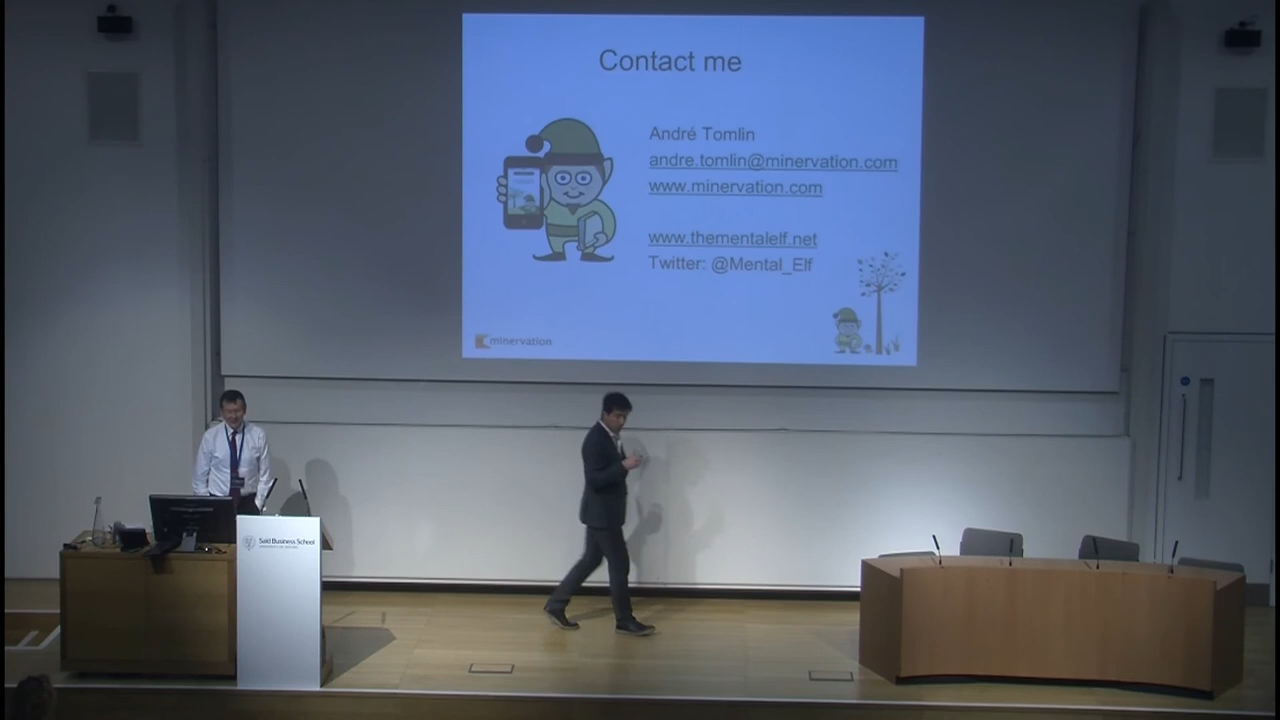 Contact me
André Tomlin
andre.tomlin@minervation.com
www.minervation.com
www.thementalelf.net
Twitter: @Mental_Elf
minervation
Saïd Business School